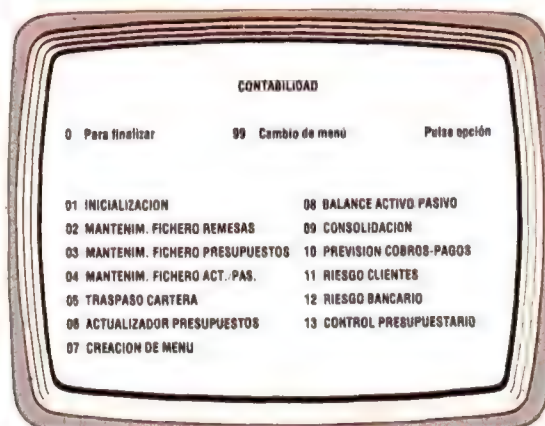 CONTABILIDAD
0 Para finalizar 99 Cambio de menú Pulse opción
01 INICIALIZACION
02 MANTENIM. FICHERO REMESAS
03 MANTENIM. FICHERO PRESUPUESTOS
04 MANTENIM. FICHERO ACT./PAS.
05 TRASPASO CARTERA
06 ACTUALIZADOR PRESUPUESTOS
07 CREACION DE MENU
08 BALANCE ACTIVO PASIVO
09 CONSOLIDACION
10 PREVISION COBROS-PAGOS
11 RIESGO CLIENTES
12 RIESGO BANCARIO
13 CONTROL PRESUPUESTARIO